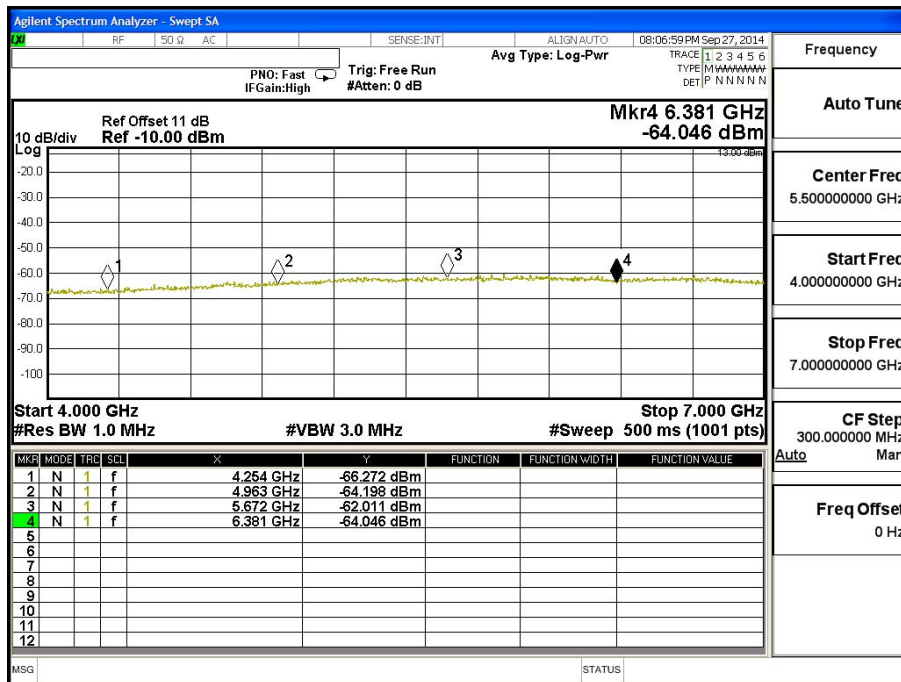 Agilent Spectrum Analyzer - Swept SA
LXI RF 50 Ω AC SENSE:INT ALIGN AUTO 08:06:59 PM Sep 27, 2014
Avg Type: Log-Pwr
TRACE 1 2 3 4 5 6
PNO: Fast Trig: Free Run
TYPE M WWWWW
IFGain:High #Atten: 0 dB
DET P N N N N N
Ref Offset 11 dB
Mkr4 6.381 GHz
10 dB/div Ref -10.00 dBm
-64.046 dBm
Log
-13.00 dBm
-20.0
-30.0
-40.0
-50.0
-60.0
-70.0
-80.0
-90.0
-100
1
2
3
4
Start 4.000 GHz Stop 7.000 GHz
#Res BW 1.0 MHz #VBW 3.0 MHz #Sweep 500 ms (1001 pts)
MKR MODE TRC SCL X Y FUNCTION FUNCTION WIDTH FUNCTION VALUE
1 N 1 f 4.254 GHz -66.272 dBm
2 N 1 f 4.963 GHz -64.198 dBm
3 N 1 f 5.672 GHz -62.011 dBm
4 N 1 f 6.381 GHz -64.046 dBm
5
6
7
8
9
10
11
12
MSG STATUS
Frequency
Auto Tune
Center Freq
5.500000000 GHz
Start Freq
4.000000000 GHz
Stop Freq
7.000000000 GHz
CF Step
300.000000 MHz
Auto Man
Freq Offset
0 Hz